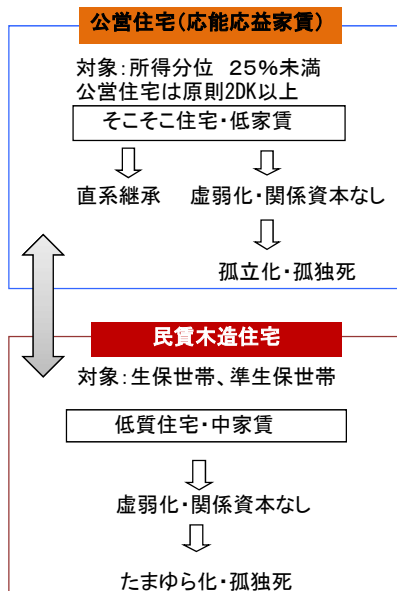 公営住宅（応能応益家賃）
対象：所得分位　25％未満
公営住宅は原則2DK以上
そこそこ住宅・低家賃
直系継承　虚弱化・関係資本なし
孤立化・孤独死
民賃木造住宅
対象：生保世帯、準生保世帯
低質住宅・中家賃
虚弱化・関係資本なし
たまゆら化・孤独死